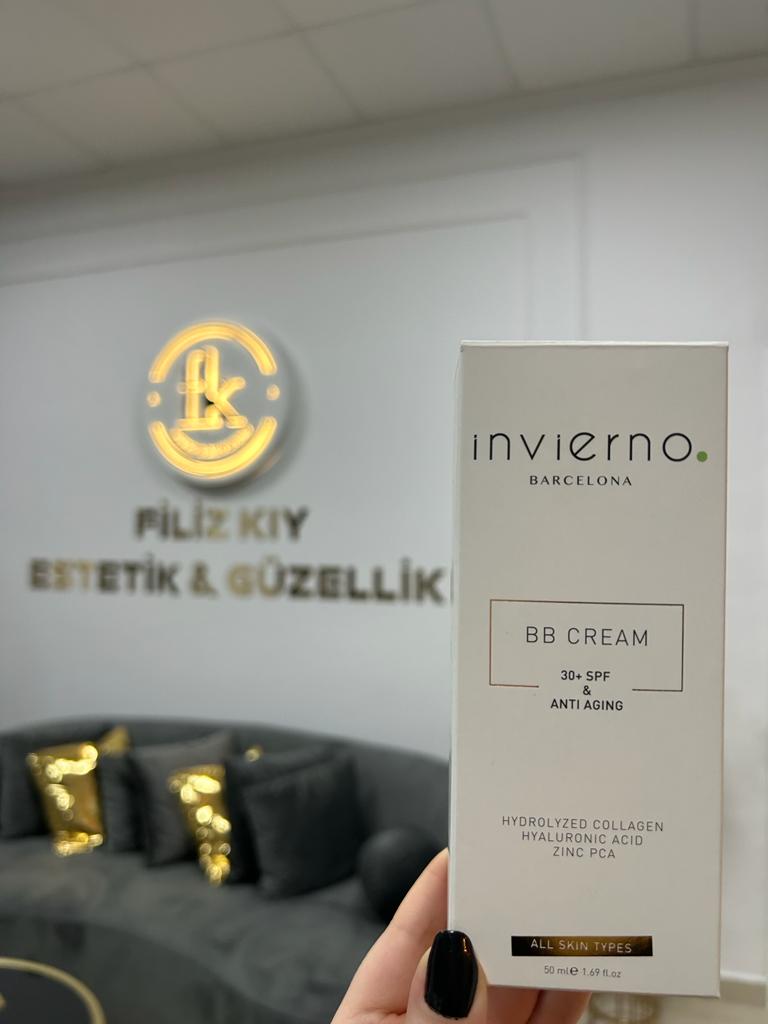 fk
FİLİZ KIY
ESTETİK & GÜZELLİK
invierno.
BARCELONA
BB CREAM
30+ SPF
&
ANTI AGING
HYDROLYZED COLLAGEN
HYALURONIC ACID
ZINC PCA
ALL SKIN TYPES
50 ml e 1.69 fl.oz